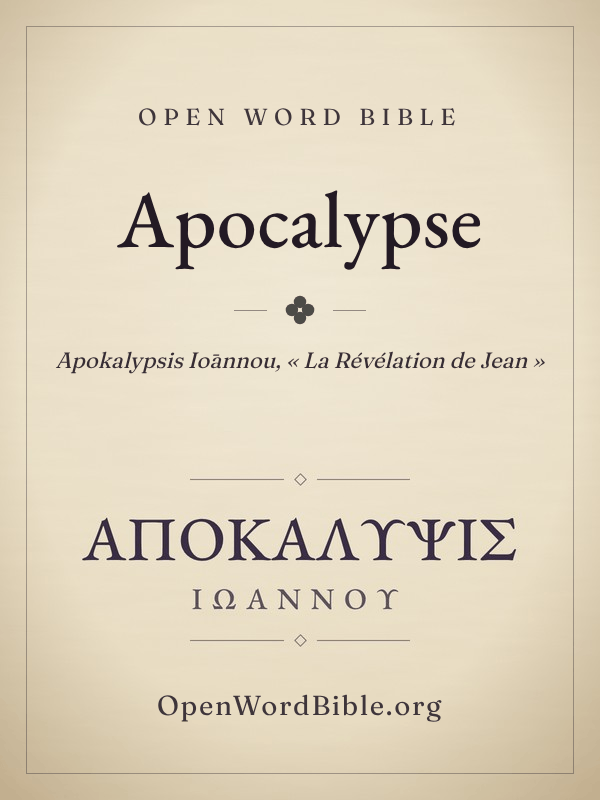 OPEN WORD BIBLE
Apocalypse
Apokalypsis Ioānnou, « La Révélation de Jean »
ΑΠΟΚΑΛΥΨΙΣ
ΙΩΑΝΝΟΥ
OpenWordBible.org